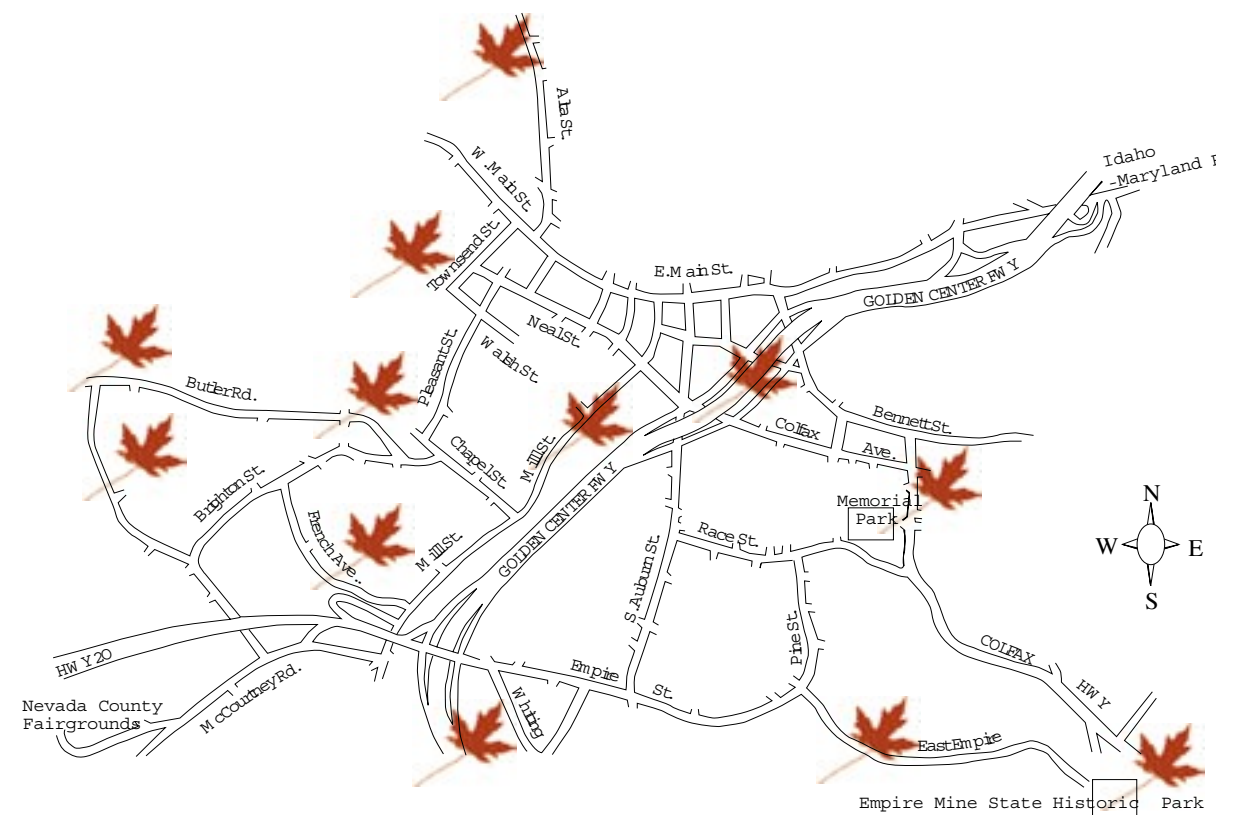 Alta St.
W. Main St.
Idaho
-Maryland R
Townsend St.
E. Main St.
GOLDEN CENTER FWY
Neal St.
Walsh St.
Pleasant St.
Butler Rd.
Bennett St.
Colfax
Ave.
Chapel St.
Mill St.
Brighton St.
GOLDEN CENTER FWY
Memorial
Park
N
W
E
S
French Ave..
Mill St.
Race St.
S. Auburn St.
Pine St.
HWY 20
Empire
St.
COLFAX
HWY
McCourtney Rd.
Whiting
Nevada County
Fairgrounds
East Empire
Empire Mine State Historic Park